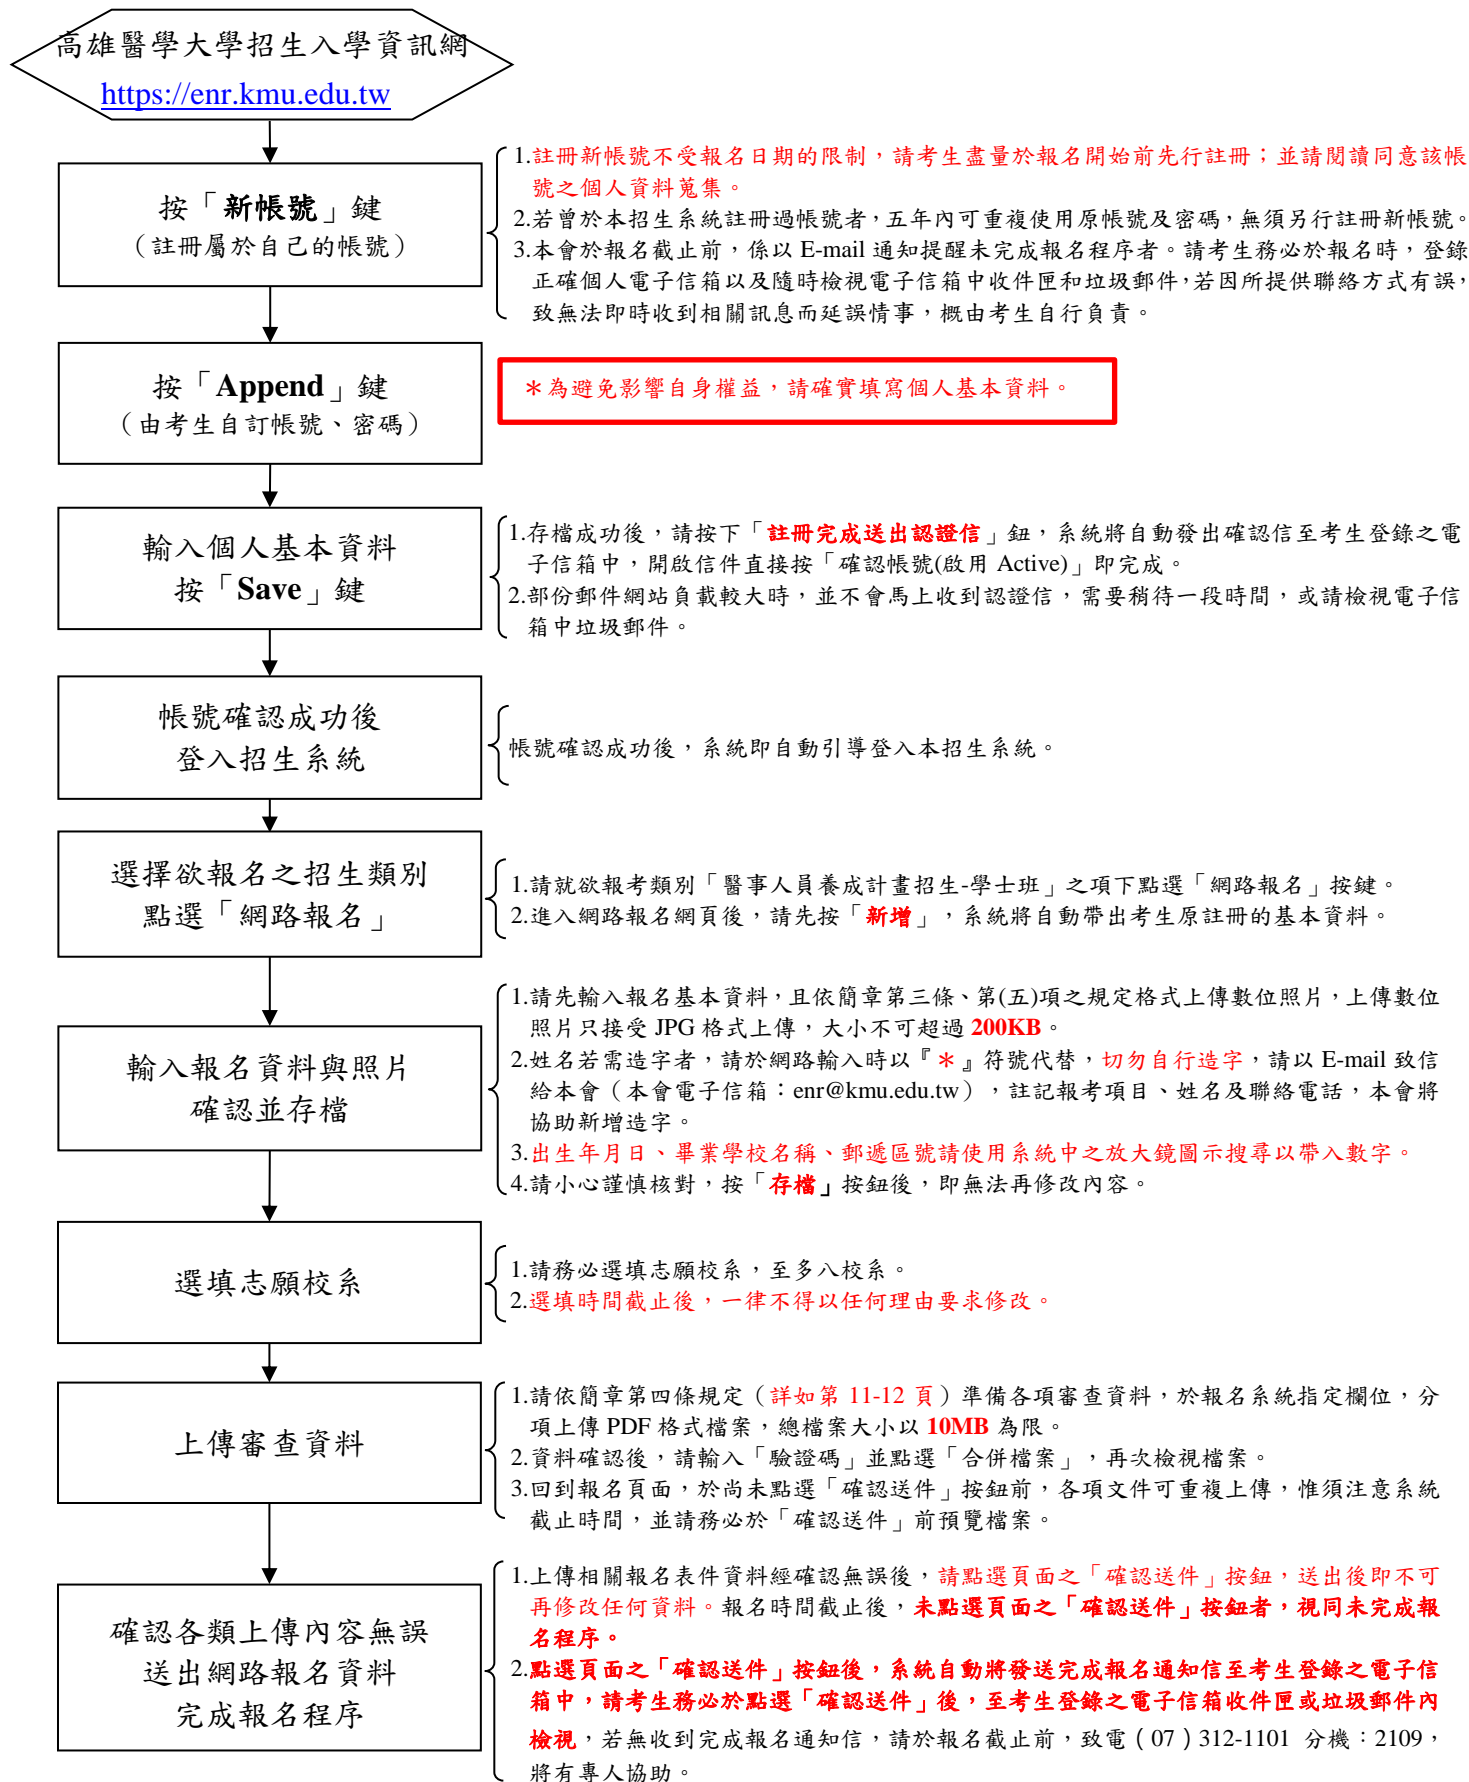 高雄醫學大學招生入學資訊網
https://enr.kmu.edu.tw
按「新帳號」鍵
（註冊屬於自己的帳號）
1.註冊新帳號不受報名日期的限制，請考生盡量於報名開始前先行註冊；並請閱讀同意該帳
號之個人資料蒐集。
2.若曾於本招生系統註冊過帳號者，五年內可重複使用原帳號及密碼，無須另行註冊新帳號。
3.本會於報名截止前，係以 E-mail 通知提醒未完成報名程序者。請考生務必於報名時，登錄
正確個人電子信箱以及隨時檢視電子信箱中收件匣和垃圾郵件，若因所提供聯絡方式有誤，
致無法即時收到相關訊息而延誤情事，概由考生自行負責。
按「Append」鍵
（由考生自訂帳號、密碼）
＊為避免影響自身權益，請確實填寫個人基本資料。
輸入個人基本資料
按「Save」鍵
1.存檔成功後，請按下「註冊完成送出認證信」鈕，系統將自動發出確認信至考生登錄之電
子信箱中，開啟信件直接按「確認帳號(啟用 Active)」即完成。
2.部份郵件網站負載較大時，並不會馬上收到認證信，需要稍待一段時間，或請檢視電子信
箱中垃圾郵件。
帳號確認成功後
登入招生系統
帳號確認成功後，系統即自動引導登入本招生系統。
選擇欲報名之招生類別
點選「網路報名」
1.請就欲報考類別「醫事人員養成計畫招生-學士班」之項下點選「網路報名」按鍵。
2.進入網路報名網頁後，請先按「新增」，系統將自動帶出考生原註冊的基本資料。
輸入報名資料與照片
確認並存檔
1.請先輸入報名基本資料，且依簡章第三條、第(五)項之規定格式上傳數位照片，上傳數位
照片只接受 JPG 格式上傳，大小不可超過 200KB。
2.姓名若需造字者，請於網路輸入時以『＊』符號代替，切勿自行造字，請以 E-mail 致信
給本會（本會電子信箱：enr@kmu.edu.tw），註記報考項目、姓名及聯絡電話，本會將
協助新增造字。
3.出生年月日、畢業學校名稱、郵遞區號請使用系統中之放大鏡圖示搜尋以帶入數字。
4.請小心謹慎核對，按「存檔」按鈕後，即無法再修改內容。
選填志願校系
1.請務必選填志願校系，至多八校系。
2.選填時間截止後，一律不得以任何理由要求修改。
上傳審查資料
1.請依簡章第四條規定（詳如第 11-12 頁）準備各項審查資料，於報名系統指定欄位，分
項上傳 PDF 格式檔案，總檔案大小以 10MB 為限。
2.資料確認後，請輸入「驗證碼」並點選「合併檔案」，再次檢視檔案。
3.回到報名頁面，於尚未點選「確認送件」按鈕前，各項文件可重複上傳，惟須注意系統
截止時間，並請務必於「確認送件」前預覽檔案。
確認各類上傳內容無誤
送出網路報名資料
完成報名程序
1.上傳相關報名表件資料經確認無誤後，請點選頁面之「確認送件」按鈕，送出後即不可
再修改任何資料。報名時間截止後，未點選頁面之「確認送件」按鈕者，視同未完成報
名程序。
2.點選頁面之「確認送件」按鈕後，系統自動將發送完成報名通知信至考生登錄之電子信
箱中，請考生務必於點選「確認送件」後，至考生登錄之電子信箱收件匣或垃圾郵件內
檢視，若無收到完成報名通知信，請於報名截止前，致電（07）312-1101 分機：2109，
將有專人協助。